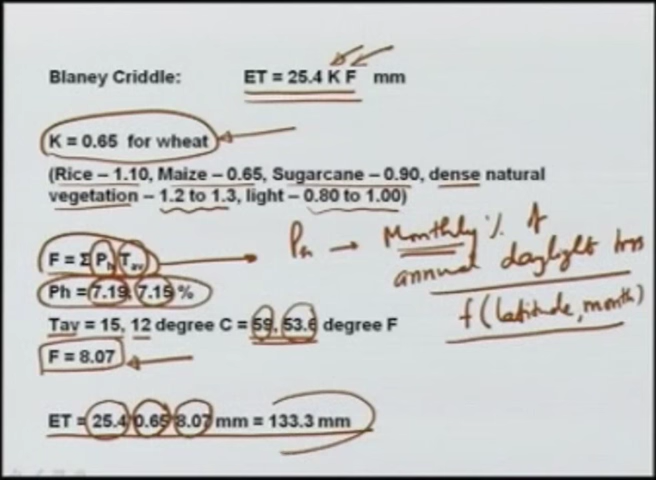 Blaney Criddle: ET = 25.4 K F mm
K = 0.65 for wheat
(Rice – 1.10, Maize – 0.65, Sugarcane – 0.90, dense natural
vegetation – 1.2 to 1.3, light – 0.80 to 1.00)
F = Σ Ph Tav
Ph → Monthly % of
annual daylight hrs
f(latitude, month)
Ph = 7.19, 7.15 %
Tav = 15, 12 degree C = 59, 53.6 degree F
F = 8.07
ET = 25.4 0.65 8.07 mm = 133.3 mm